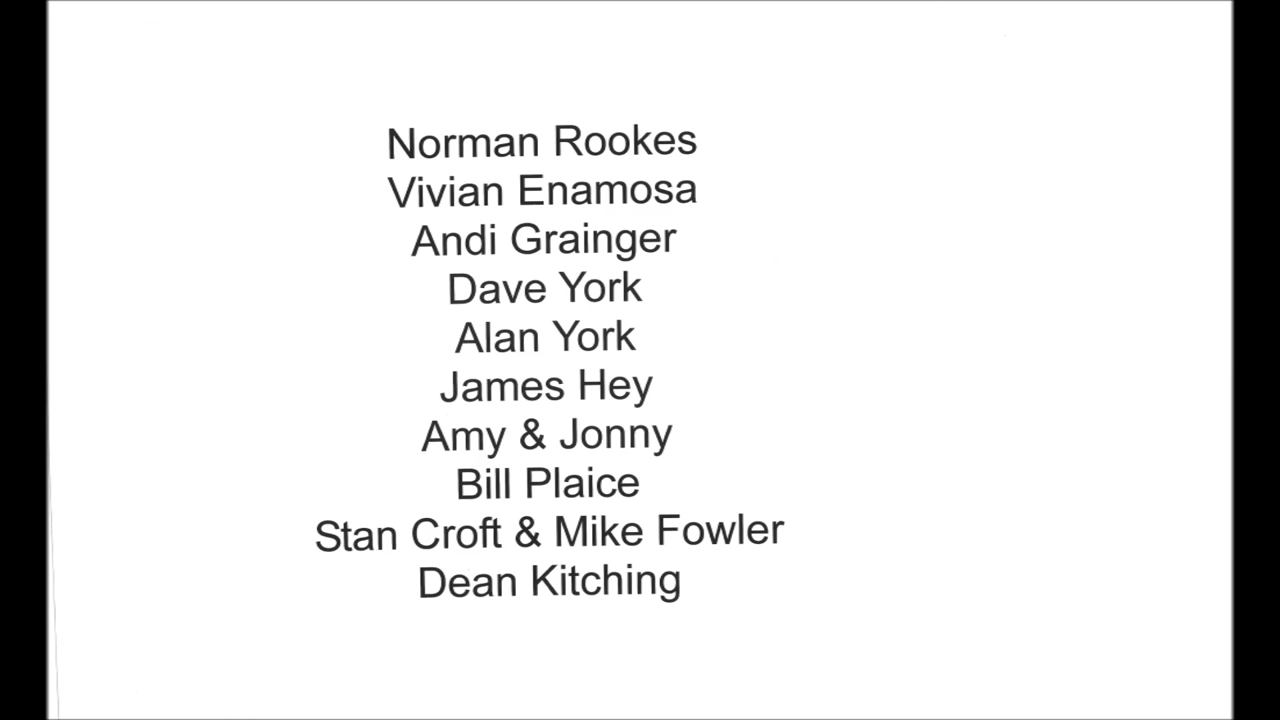 Norman Rookes
Vivian Enamosa
Andi Grainger
Dave York
Alan York
James Hey
Amy & Jonny
Bill Plaice
Stan Croft & Mike Fowler
Dean Kitching